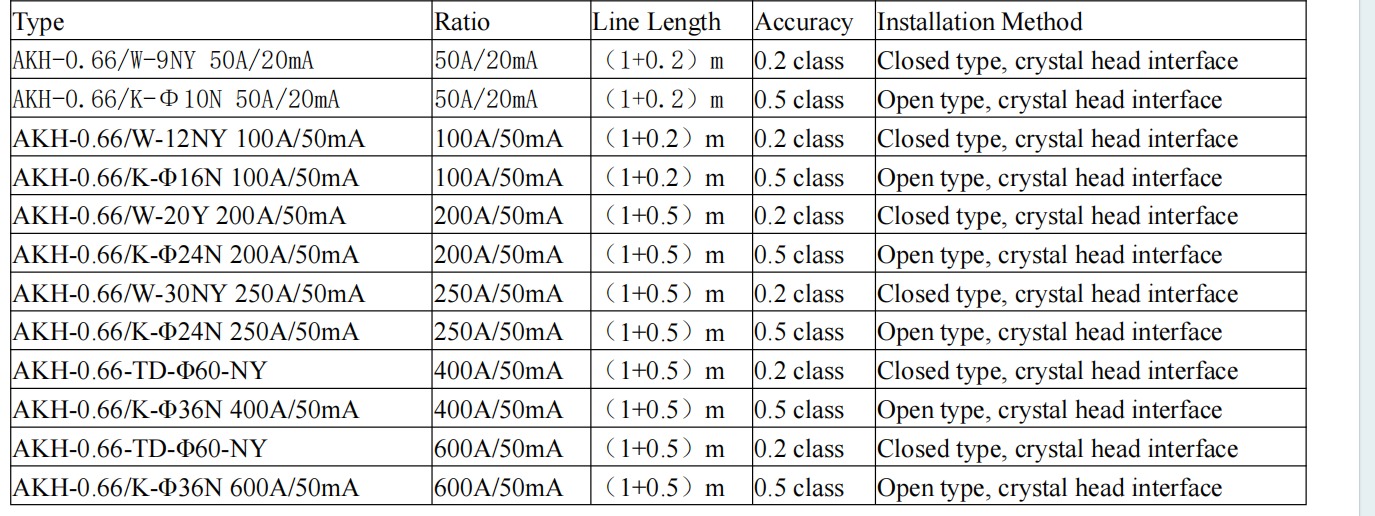 Type Ratio Line Length Accuracy Installation Method
AKH-0.66/W-9NY 50A/20mA 50A/20mA （1+0.2）m 0.2 class Closed type, crystal head interface
AKH-0.66/K-Φ10N 50A/20mA 50A/20mA （1+0.2）m 0.5 class Open type, crystal head interface
AKH-0.66/W-12NY 100A/50mA 100A/50mA （1+0.2）m 0.2 class Closed type, crystal head interface
AKH-0.66/K-Φ16N 100A/50mA 100A/50mA （1+0.2）m 0.5 class Open type, crystal head interface
AKH-0.66/W-20Y 200A/50mA 200A/50mA （1+0.5）m 0.2 class Closed type, crystal head interface
AKH-0.66/K-Φ24N 200A/50mA 200A/50mA （1+0.5）m 0.5 class Open type, crystal head interface
AKH-0.66/W-30NY 250A/50mA 250A/50mA （1+0.5）m 0.2 class Closed type, crystal head interface
AKH-0.66/K-Φ24N 250A/50mA 250A/50mA （1+0.5）m 0.5 class Open type, crystal head interface
AKH-0.66-TD-Φ60-NY 400A/50mA （1+0.5）m 0.2 class Closed type, crystal head interface
AKH-0.66/K-Φ36N 400A/50mA 400A/50mA （1+0.5）m 0.5 class Open type, crystal head interface
AKH-0.66-TD-Φ60-NY 600A/50mA （1+0.5）m 0.2 class Closed type, crystal head interface
AKH-0.66/K-Φ36N 600A/50mA 600A/50mA （1+0.5）m 0.5 class Open type, crystal head interface